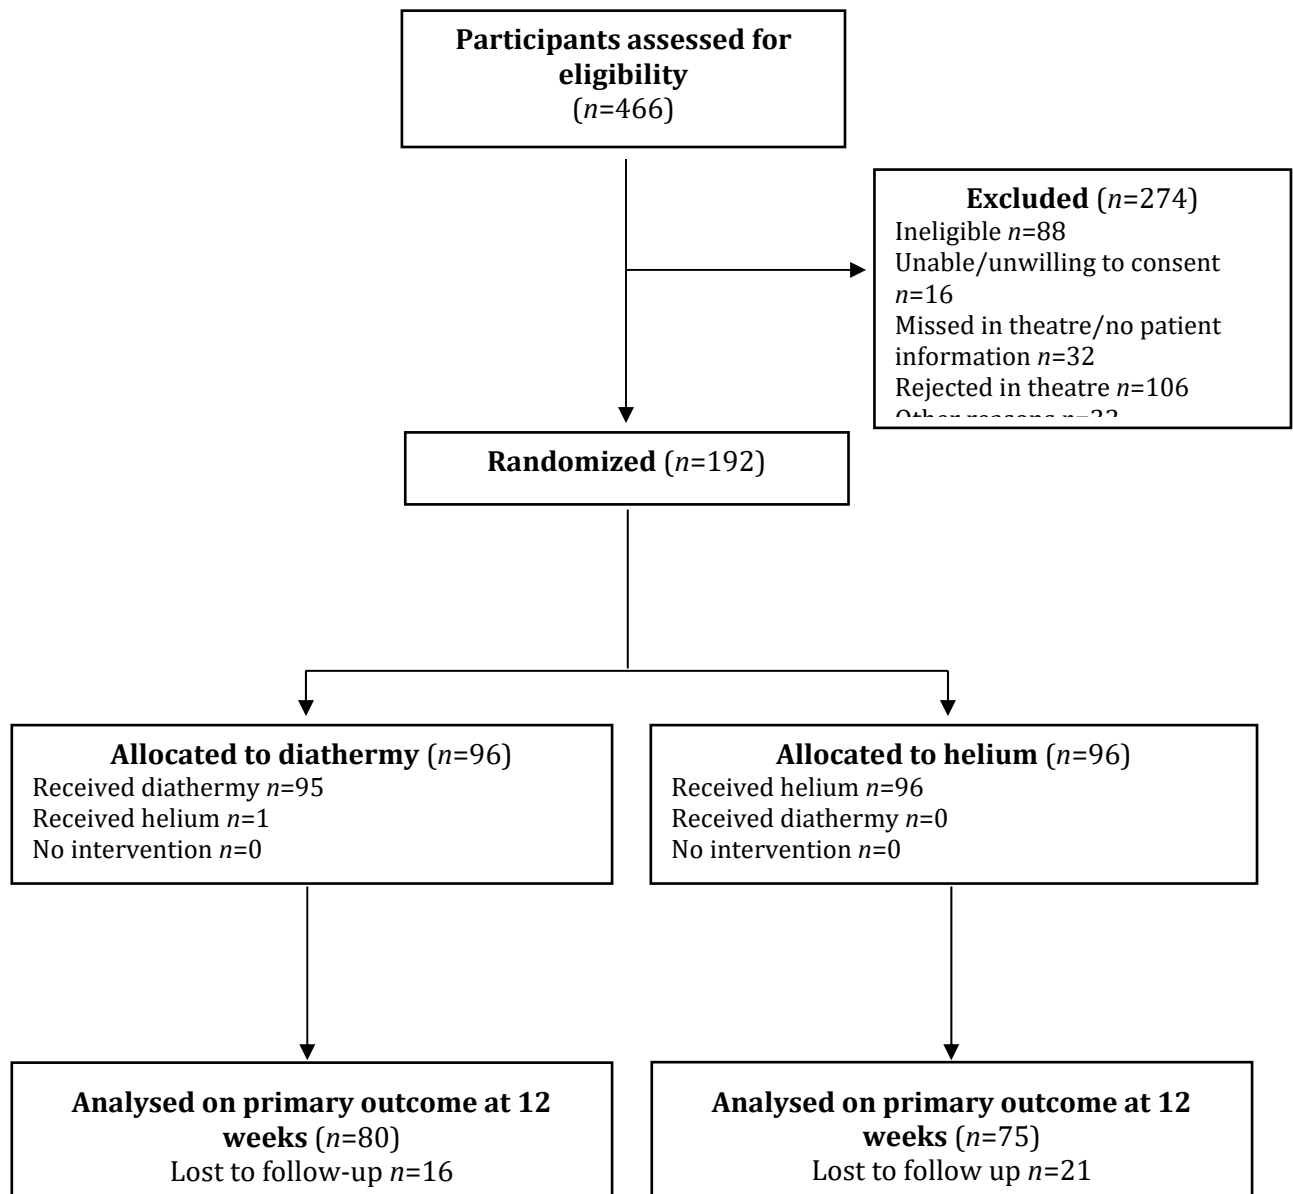 Participants assessed for
eligibility
(n=466)
Excluded (n=274)
Ineligible n=88
Unable/unwilling to consent
n=16
Missed in theatre/no patient
information n=32
Rejected in theatre n=106
Other reasons
Randomized (n=192)
Allocated to diathermy (n=96)
Received diathermy n=95
Received helium n=1
No intervention n=0
Allocated to helium (n=96)
Received helium n=96
Received diathermy n=0
No intervention n=0
Analysed on primary outcome at 12
weeks (n=80)
Lost to follow-up n=16
Analysed on primary outcome at 12
weeks (n=75)
Lost to follow up n=21